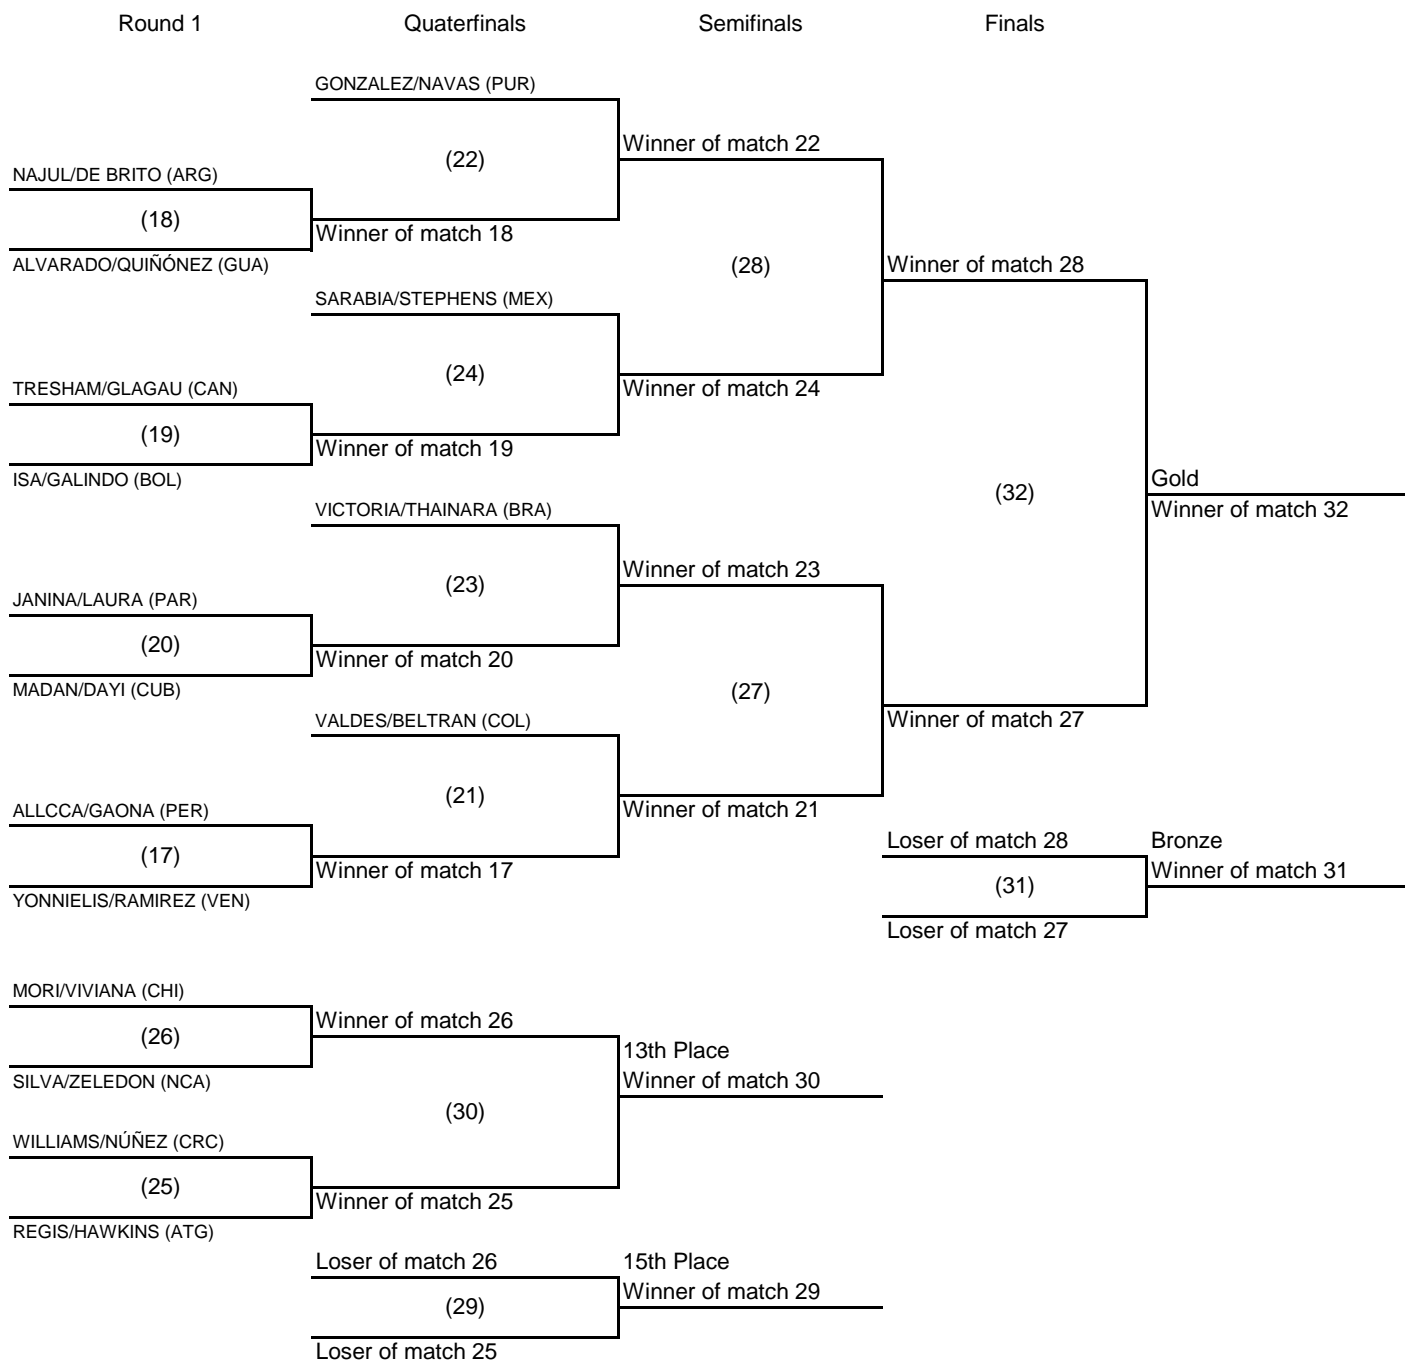 Round 1
Quaterfinals
Semifinals
Finals
GONZALEZ/NAVAS (PUR)
(22)
Winner of match 22
NAJUL/DE BRITO (ARG)
(18)
Winner of match 18
ALVARADO/QUIÑÓNEZ (GUA)
(28)
Winner of match 28
SARABIA/STEPHENS (MEX)
(24)
Winner of match 24
TRESHAM/GLAGAU (CAN)
(19)
Winner of match 19
ISA/GALINDO (BOL)
(32)
Gold
Winner of match 32
VICTORIA/THAINARA (BRA)
(23)
Winner of match 23
JANINA/LAURA (PAR)
(20)
Winner of match 20
MADAN/DAYI (CUB)
(27)
Winner of match 27
VALDES/BELTRAN (COL)
(21)
Winner of match 21
ALLCCA/GAONA (PER)
(17)
Winner of match 17
YONNIELIS/RAMIREZ (VEN)
Loser of match 28
(31)
Loser of match 27
Bronze
Winner of match 31
MORI/VIVIANA (CHI)
(26)
Winner of match 26
SILVA/ZELEDON (NCA)
(30)
13th Place
Winner of match 30
WILLIAMS/NÚÑEZ (CRC)
(25)
Winner of match 25
REGIS/HAWKINS (ATG)
Loser of match 26
(29)
Loser of match 25
15th Place
Winner of match 29